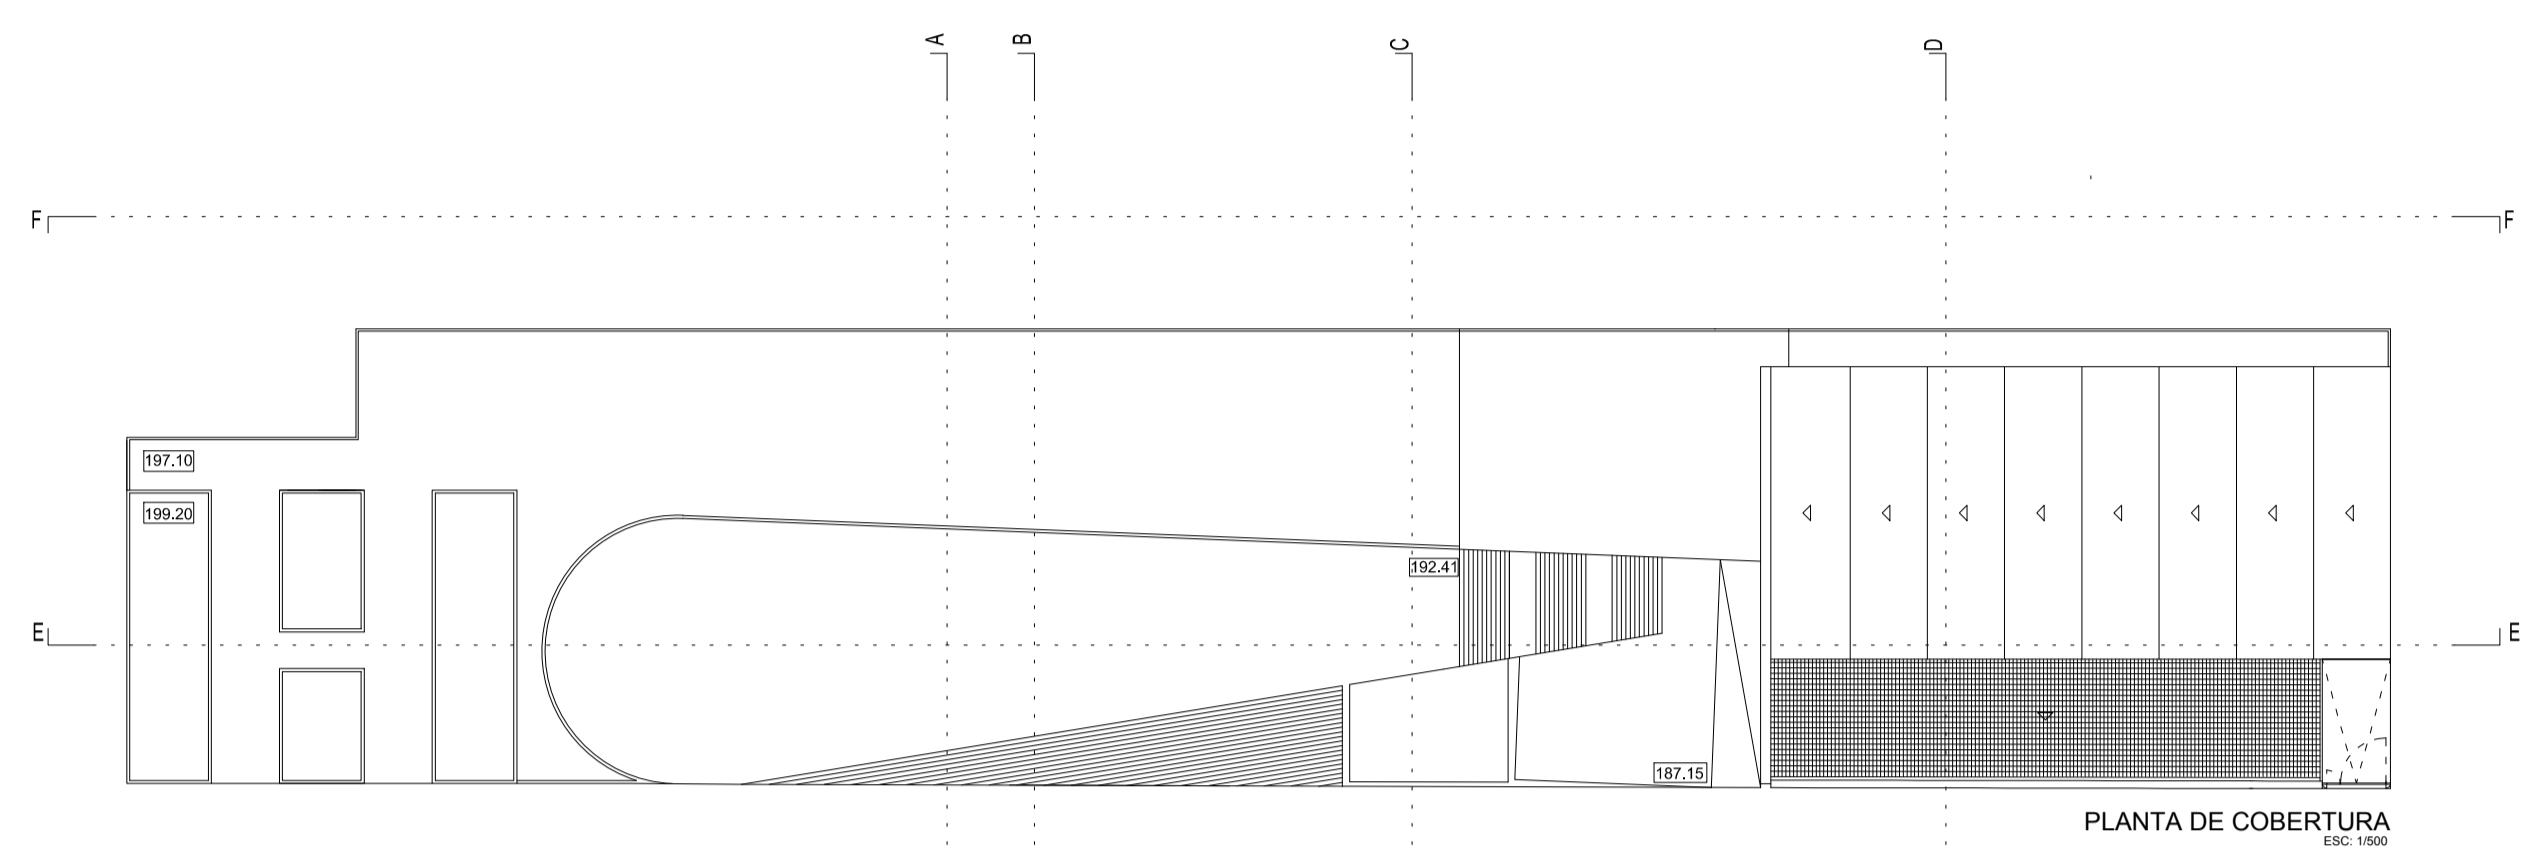 A
B
C
D
F
F
197.10
199.20
192.41
E
E
187.15
PLANTA DE COBERTURA
ESC: 1/500